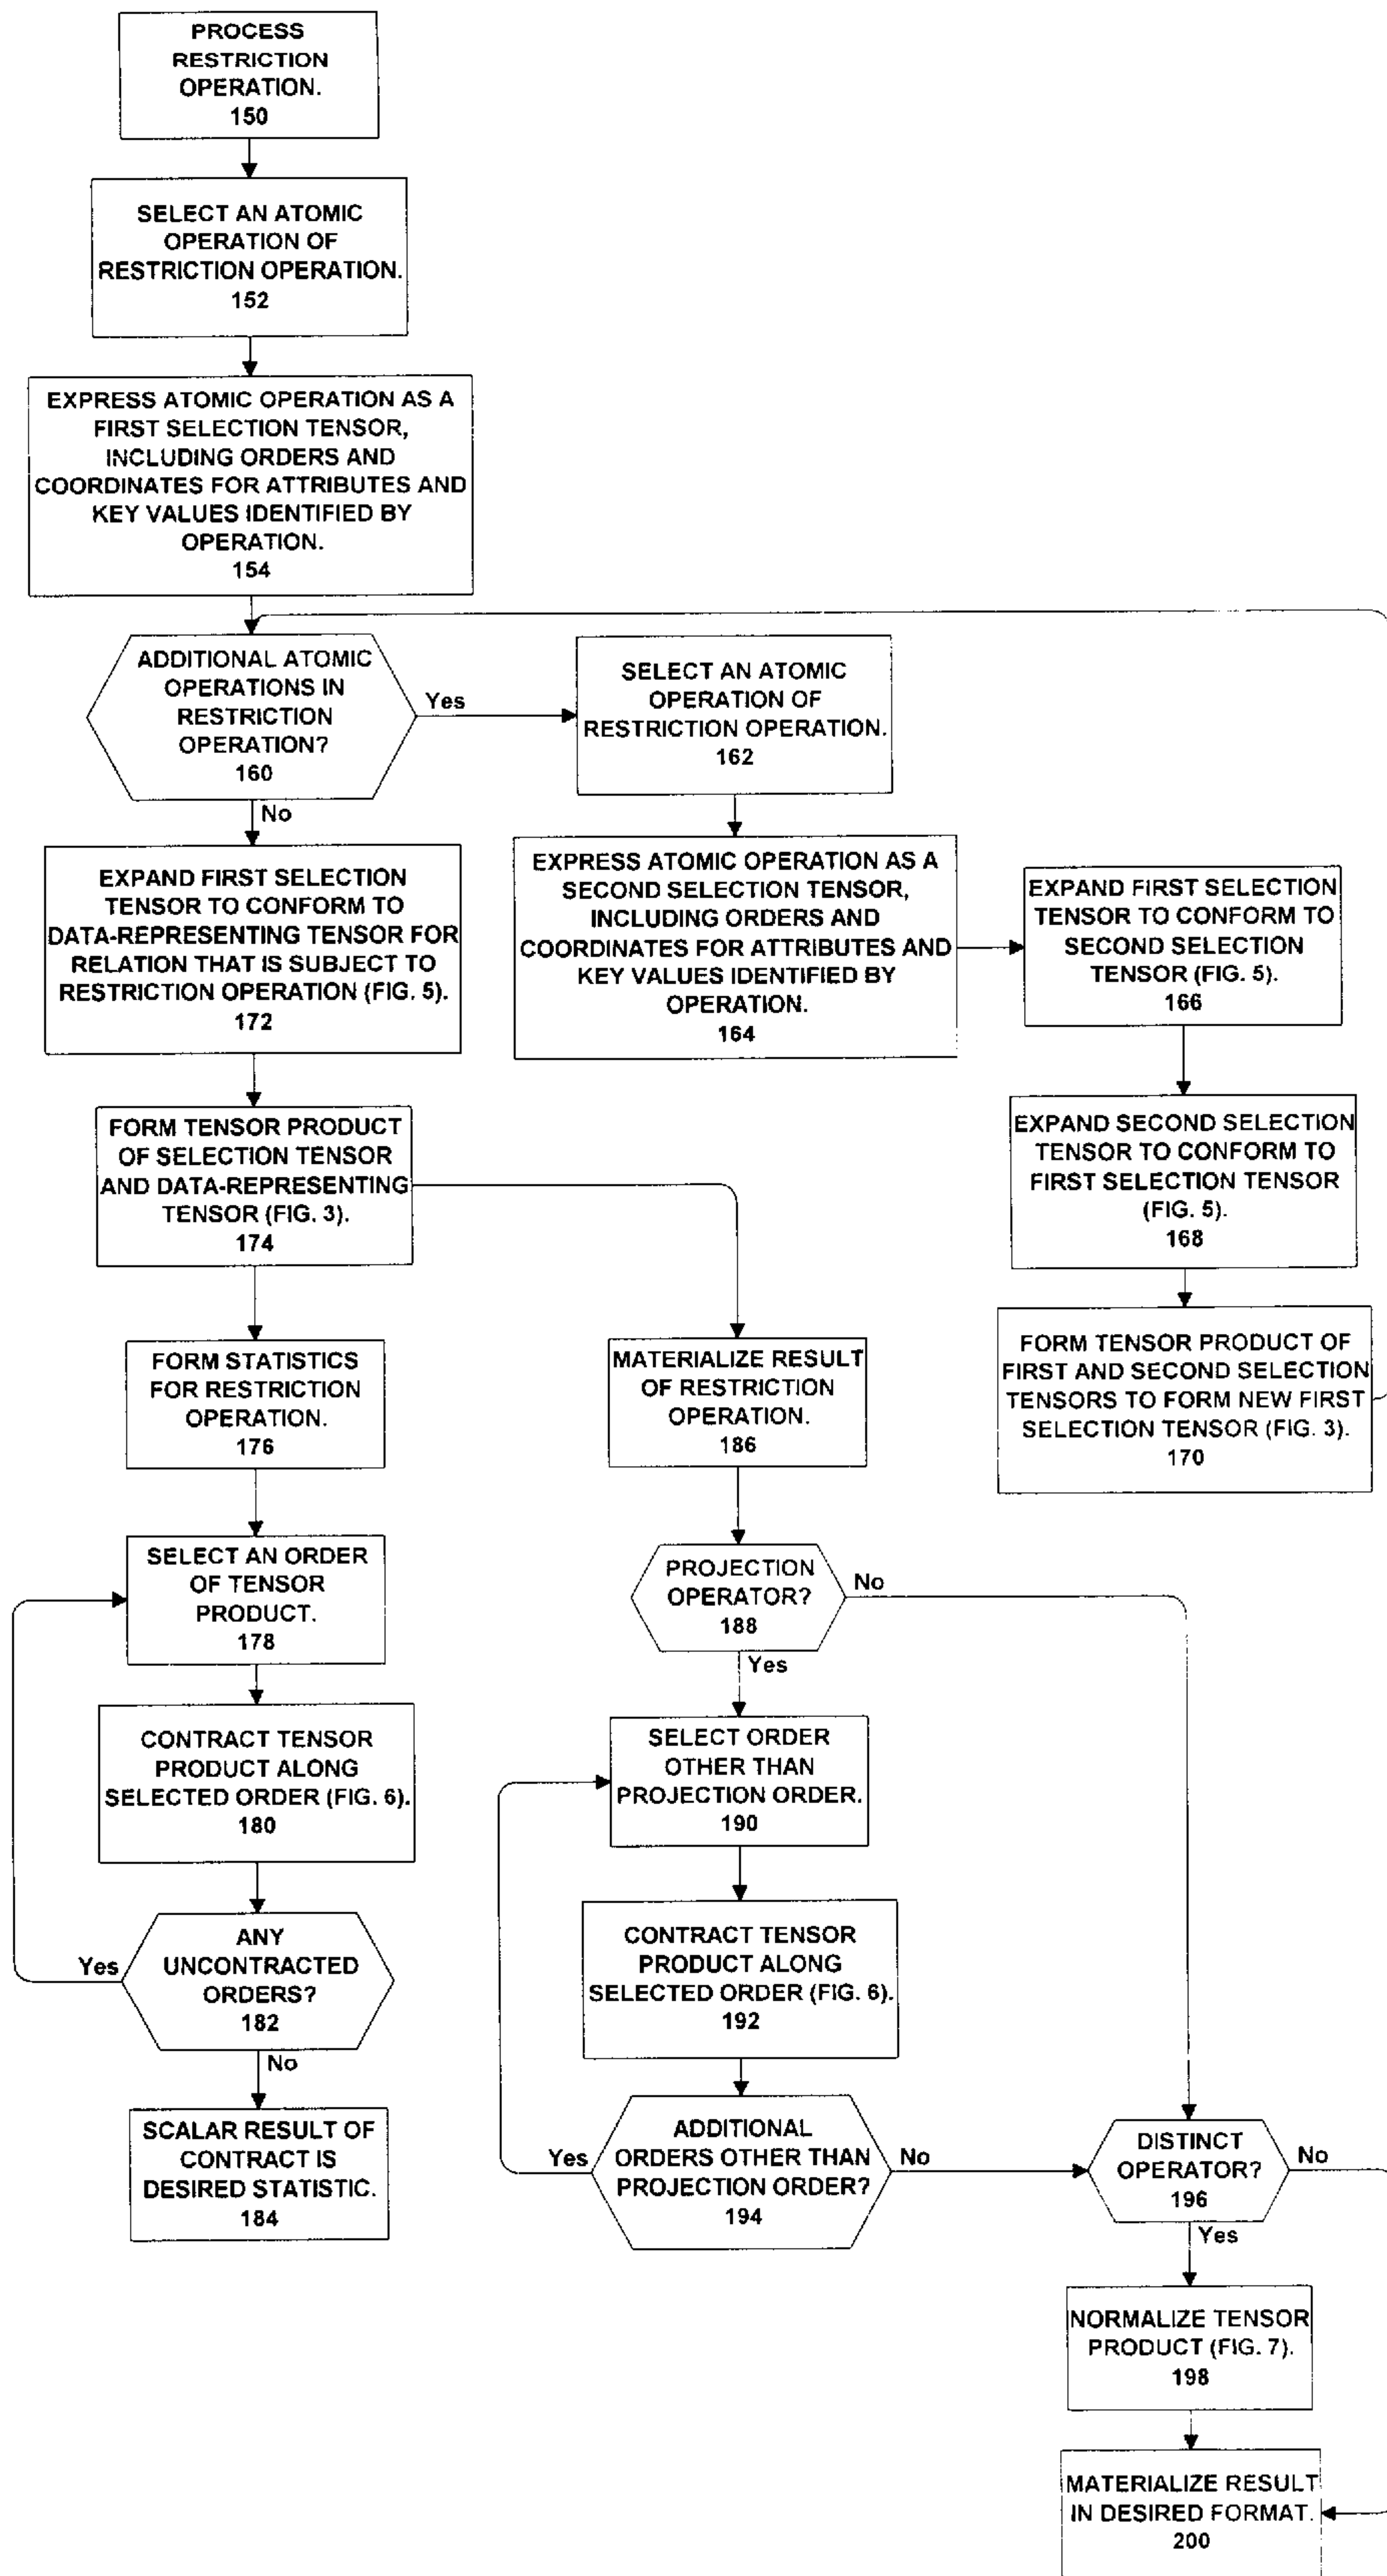 PROCESS
RESTRICTION
OPERATION.
150
SELECT AN ATOMIC
OPERATION OF
RESTRICTION OPERATION.
152
EXPRESS ATOMIC OPERATION AS A
FIRST SELECTION TENSOR,
INCLUDING ORDERS AND
COORDINATES FOR ATTRIBUTES AND
KEY VALUES IDENTIFIED BY
OPERATION.
154
ADDITIONAL ATOMIC
OPERATIONS IN
RESTRICTION
OPERATION?
160
Yes
No
SELECT AN ATOMIC
OPERATION OF
RESTRICTION OPERATION.
162
EXPRESS ATOMIC OPERATION AS A
SECOND SELECTION TENSOR,
INCLUDING ORDERS AND
COORDINATES FOR ATTRIBUTES AND
KEY VALUES IDENTIFIED BY
OPERATION.
164
EXPAND FIRST SELECTION
TENSOR TO CONFORM TO
SECOND SELECTION
TENSOR (FIG. 5).
166
EXPAND SECOND SELECTION
TENSOR TO CONFORM TO
FIRST SELECTION TENSOR
(FIG. 5).
168
FORM TENSOR PRODUCT OF
FIRST AND SECOND SELECTION
TENSORS TO FORM NEW FIRST
SELECTION TENSOR (FIG. 3).
170
EXPAND FIRST SELECTION
TENSOR TO CONFORM TO
DATA-REPRESENTING TENSOR FOR
RELATION THAT IS SUBJECT TO
RESTRICTION OPERATION (FIG. 5).
172
FORM TENSOR PRODUCT
OF SELECTION TENSOR
AND DATA-REPRESENTING
TENSOR (FIG. 3).
174
FORM STATISTICS
FOR RESTRICTION
OPERATION.
176
SELECT AN ORDER
OF TENSOR
PRODUCT.
178
CONTRACT TENSOR
PRODUCT ALONG
SELECTED ORDER (FIG. 6).
180
ANY
UNCONTRACTED
ORDERS?
182
Yes
No
SCALAR RESULT OF
CONTRACT IS
DESIRED STATISTIC.
184
MATERIALIZE RESULT
OF RESTRICTION
OPERATION.
186
PROJECTION
OPERATOR?
188
No
Yes
SELECT ORDER
OTHER THAN
PROJECTION ORDER.
190
CONTRACT TENSOR
PRODUCT ALONG
SELECTED ORDER (FIG. 6).
192
ADDITIONAL
ORDERS OTHER THAN
PROJECTION ORDER?
194
Yes
No
DISTINCT
OPERATOR?
196
No
Yes
NORMALIZE TENSOR
PRODUCT (FIG. 7).
198
MATERIALIZE RESULT
IN DESIRED FORMAT.
200